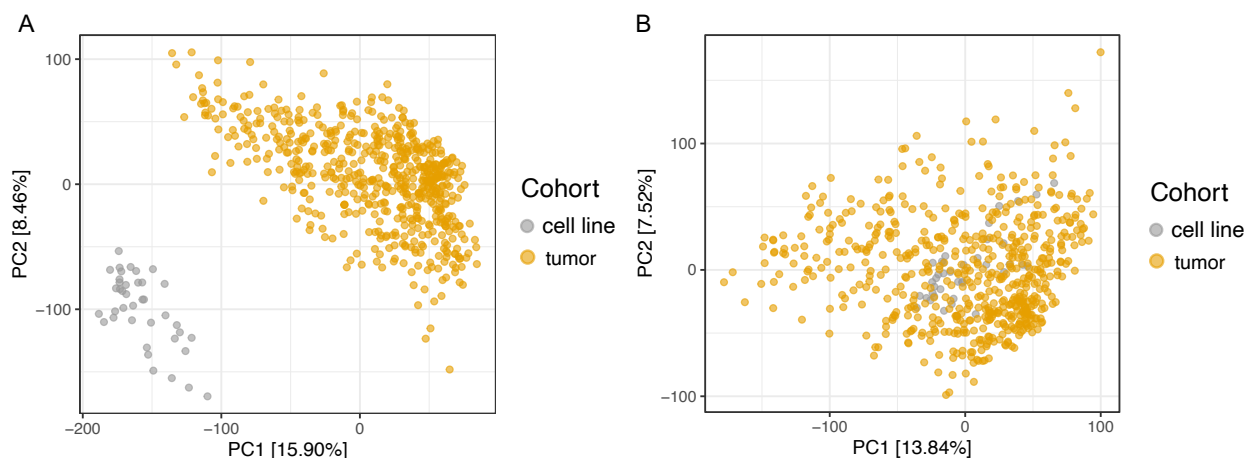 A
PC2 [8.46%]
100
0
−100
−200
−100
0
PC1 [15.90%]
Cohort
cell line
tumor
B
PC2 [7.52%]
100
0
−100
−100
0
100
PC1 [13.84%]
Cohort
cell line
tumor